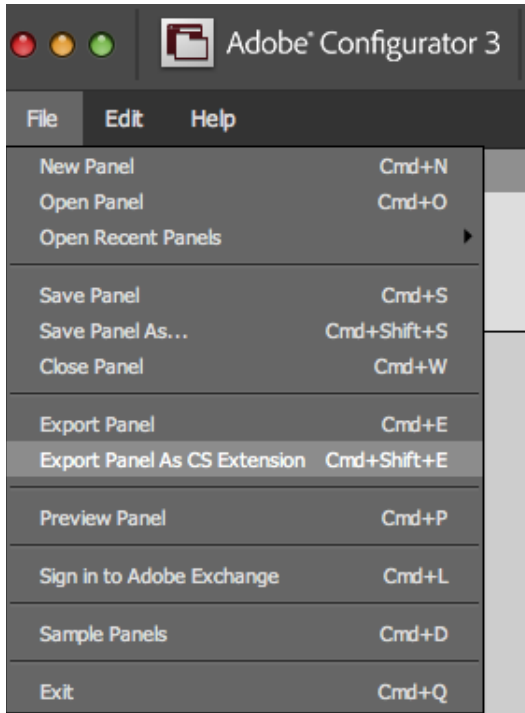 Adobe® Configurator 3
File Edit Help
New Panel Cmd+N
Open Panel Cmd+O
Open Recent Panels
Save Panel Cmd+S
Save Panel As... Cmd+Shift+S
Close Panel Cmd+W
Export Panel Cmd+E
Export Panel As CS Extension Cmd+Shift+E
Preview Panel Cmd+P
Sign in to Adobe Exchange Cmd+L
Sample Panels Cmd+D
Exit Cmd+Q